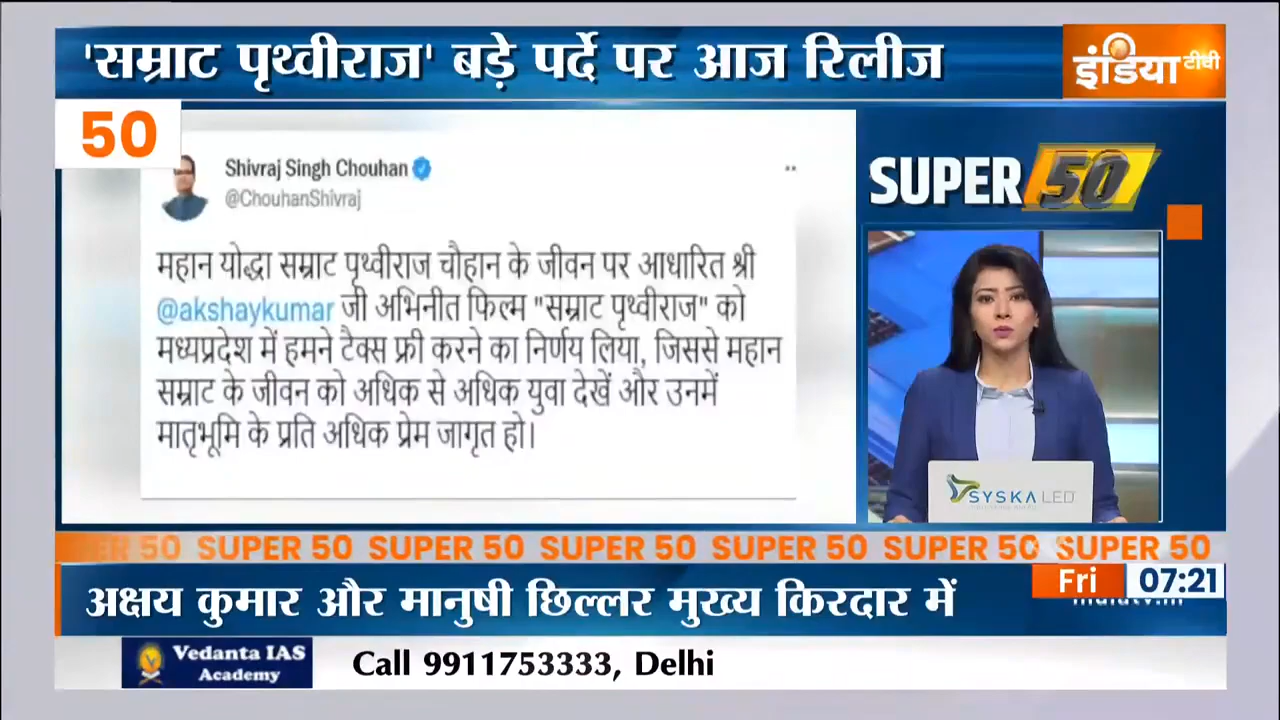 'सम्राट पृथ्वीराज' बड़े पर्दे पर आज रिलीज
इंडिया टीवी
50
Shivraj Singh Chouhan
@ChouhanShivraj
महान योद्धा सम्राट पृथ्वीराज चौहान के जीवन पर आधारित श्री
@akshaykumar जी अभिनीत फिल्म "सम्राट पृथ्वीराज" को
मध्यप्रदेश में हमने टैक्स फ्री करने का निर्णय लिया, जिससे महान
सम्राट के जीवन को अधिक से अधिक युवा देखें और उनमें
मातृभूमि के प्रति अधिक प्रेम जागृत हो।
SUPER 50
SYSKA LED
ER 50 SUPER 50 SUPER 50 SUPER 50 SUPER 50 SUPER 50 SUPER 50
Fri 07:21
अक्षय कुमार और मानुषी छिल्लर मुख्य किरदार में
Vedanta IAS
Academy
Call 9911753333, Delhi